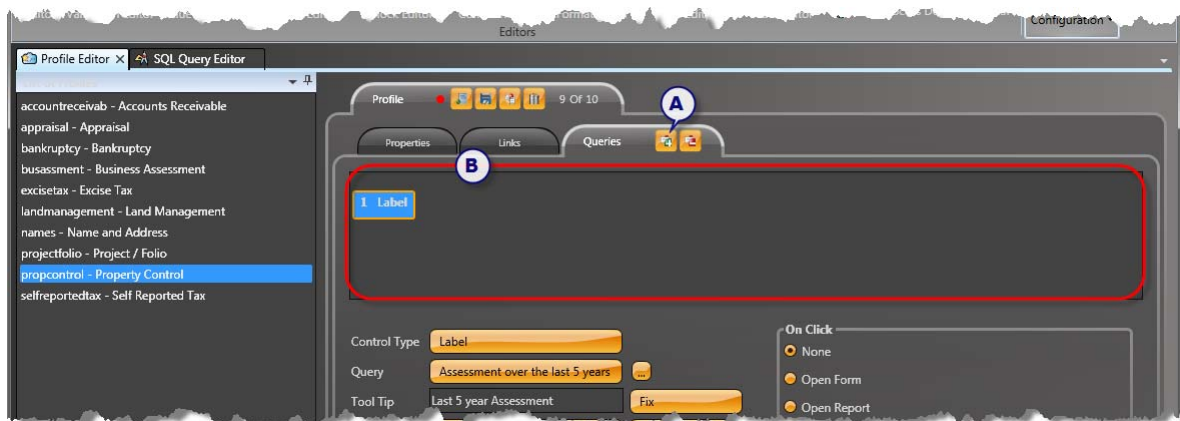 Editors
Configuration
Profile Editor X SQL Query Editor
accountreceivab - Accounts Receivable
appraisal - Appraisal
bankruptcy - Bankruptcy
busassment - Business Assessment
excisetax - Excise Tax
landmanagement - Land Management
names - Name and Address
projectfolio - Project / Folio
propcontrol - Property Control
selfreportedtax - Self Reported Tax
Profile 9 Of 10
A
Properties Links Queries
B
1 Label
Control Type Label
Query Assessment over the last 5 years ...
Tool Tip Last 5 year Assessment Fix
On Click
None
Open Form
Open Report